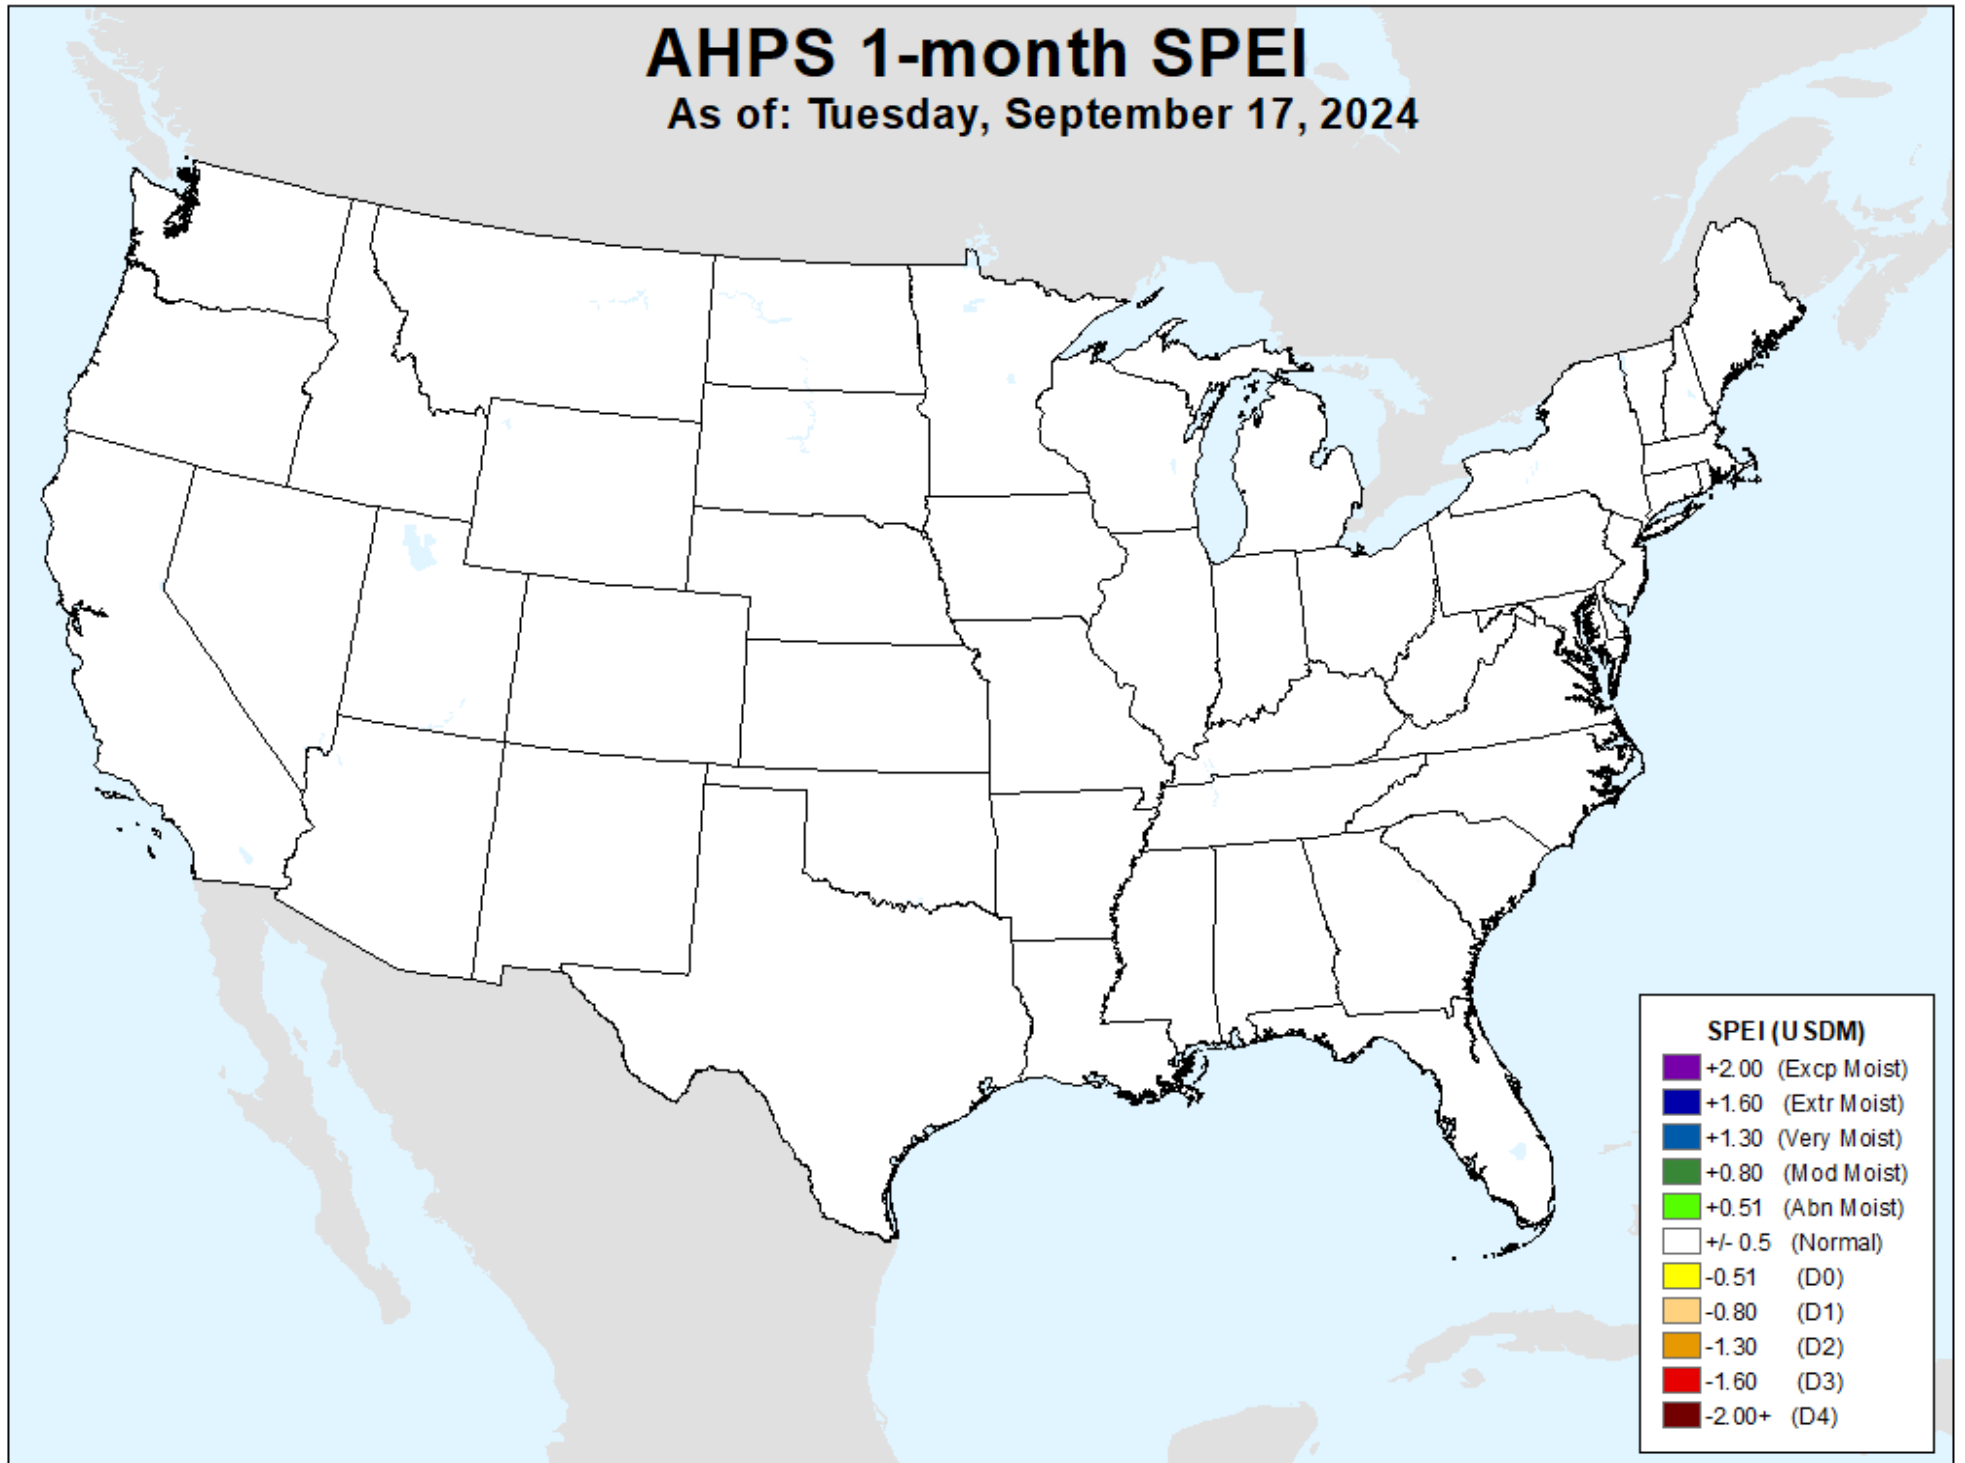 AHPS 1-month SPEI
As of: Tuesday, September 17, 2024
SPEI (USDM)
+2.00 (Excp Moist)
+1.60 (Extr Moist)
+1.30 (Very Moist)
+0.80 (Mod Moist)
+0.51 (Abn Moist)
+/- 0.5 (Normal)
-0.51 (D0)
-0.80 (D1)
-1.30 (D2)
-1.60 (D3)
-2.00+ (D4)